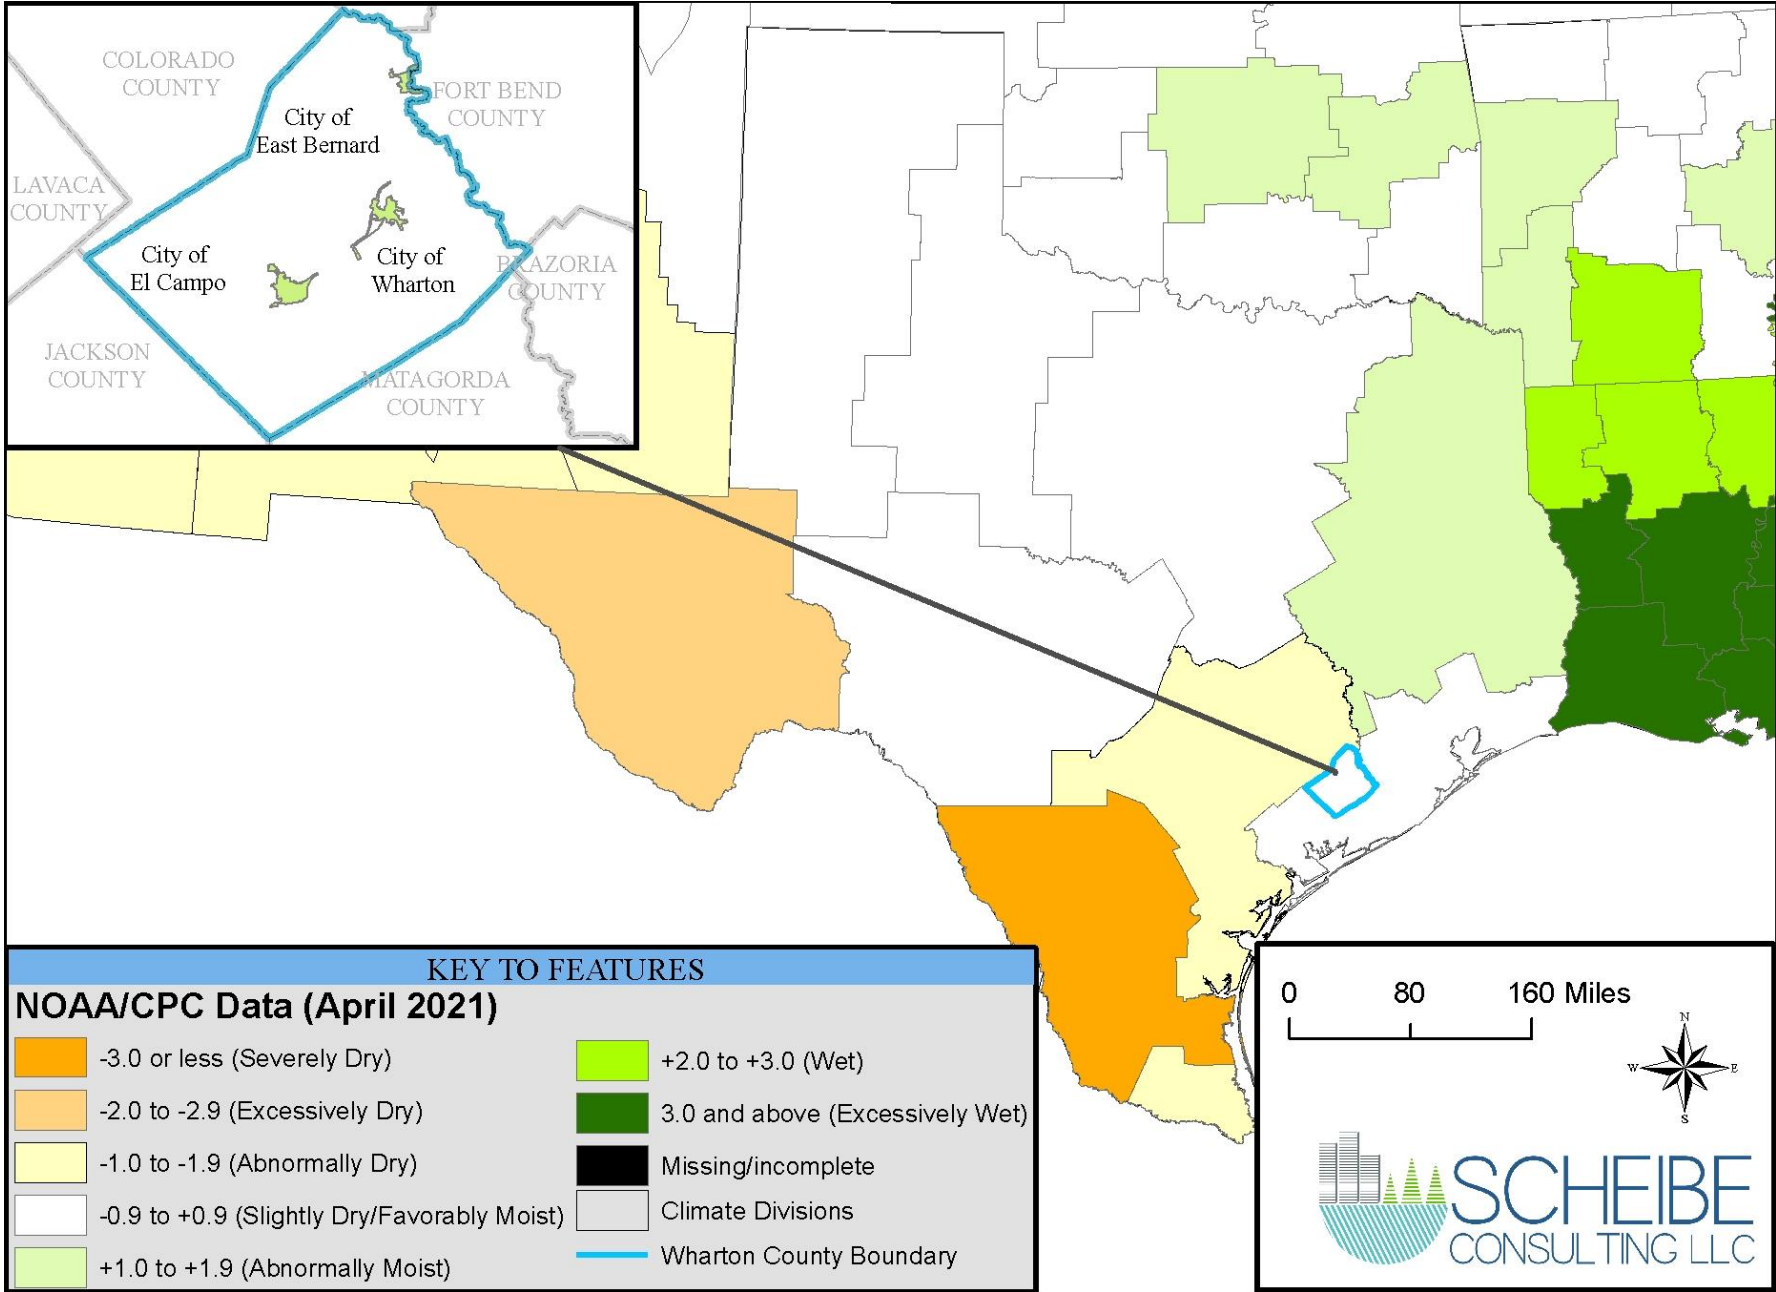 COLORADO
COUNTY
FORT BEND
COUNTY
City of
East Bernard
LAVACA
COUNTY
City of
El Campo
City of
Wharton
BRAZORIA
COUNTY
JACKSON
COUNTY
MATAGORDA
COUNTY
KEY TO FEATURES
NOAA/CPC Data (April 2021)
-3.0 or less (Severely Dry)
-2.0 to -2.9 (Excessively Dry)
-1.0 to -1.9 (Abnormally Dry)
-0.9 to +0.9 (Slightly Dry/Favorably Moist)
+1.0 to +1.9 (Abnormally Moist)
+2.0 to +3.0 (Wet)
3.0 and above (Excessively Wet)
Missing/incomplete
Climate Divisions
Wharton County Boundary
0 80 160 Miles
N
W E
S
SCHEIBE
CONSULTING LLC